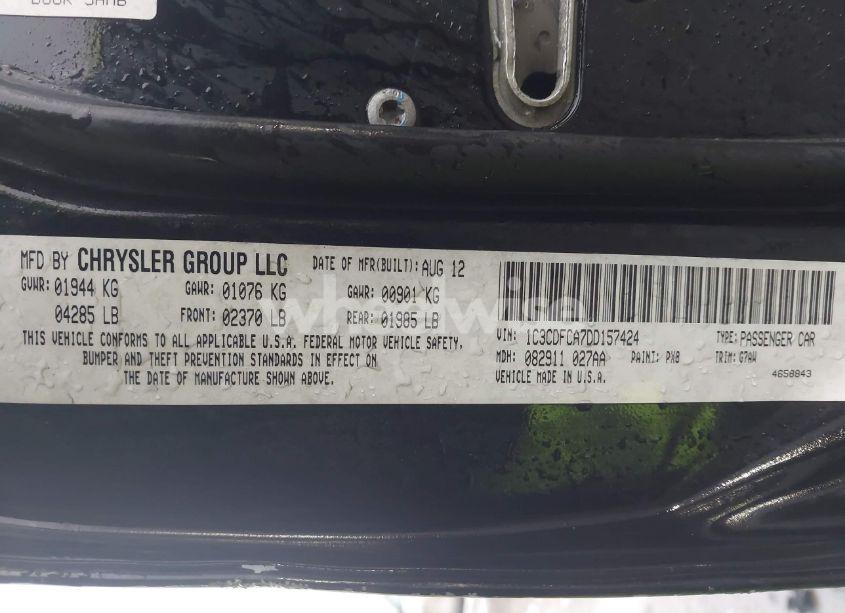 DOOR JAMB
MFD BY CHRYSLER GROUP LLC DATE OF MFR(BUILT): AUG 12
GVWR: 01944 KG GAWR: 01076 KG GAWR: 00901 KG
04285 LB FRONT: 02370 LB REAR: 01985 LB
THIS VEHICLE CONFORMS TO ALL APPLICABLE U.S.A. FEDERAL MOTOR VEHICLE SAFETY,
BUMPER AND THEFT PREVENTION STANDARDS IN EFFECT ON
THE DATE OF MANUFACTURE SHOWN ABOVE.
VIN: 1C3CDFCA7DD157424 TYPE: PASSENGER CAR
MDH: 082911 027AA PAINT: PX8 TRIM: G7AW
VEHICLE MADE IN U.S.A. 4658843